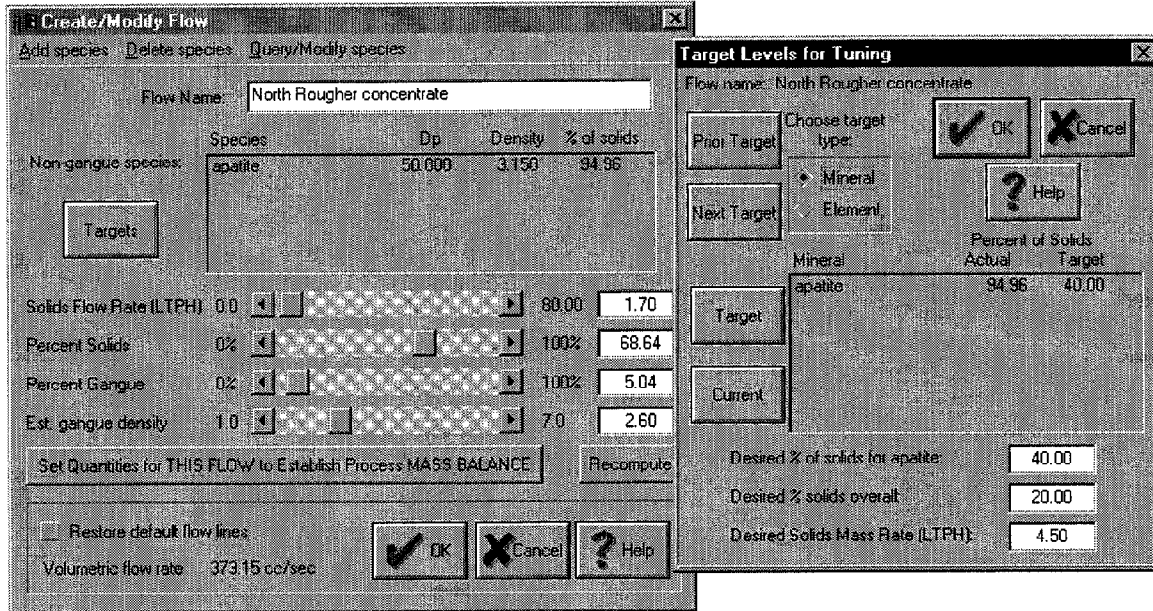 Create/Modify Flow
Add species Delete species Query/Modify species
Flow Name: North Rougher concentrate
Species Dp Density % of solids
Non-gangue species:
apatite 50.000 3.150 94.96
Targets
Solids Flow Rate (LTPH) 0.0 80.00 1.70
Percent Solids 0% 100% 68.64
Percent Gangue 0% 100% 5.04
Est. gangue density 1.0 7.0 2.60
Set Quantities for THIS FLOW to Establish Process MASS BALANCE Recompute
Restore default flow lines
Volumetric flow rate 373.15 cc/sec
OK Cancel Help
Target Levels for Tuning
Flow name: North Rougher concentrate
Prior Target
Next Target
Choose target
type:
Mineral
Element
OK Cancel
Help
Percent of Solids
Mineral Actual Target
apatite 94.96 40.00
Target
Current
Desired % of solids for apatite: 40.00
Desired % solids overall: 20.00
Desired Solids Mass Rate (LTPH): 4.50